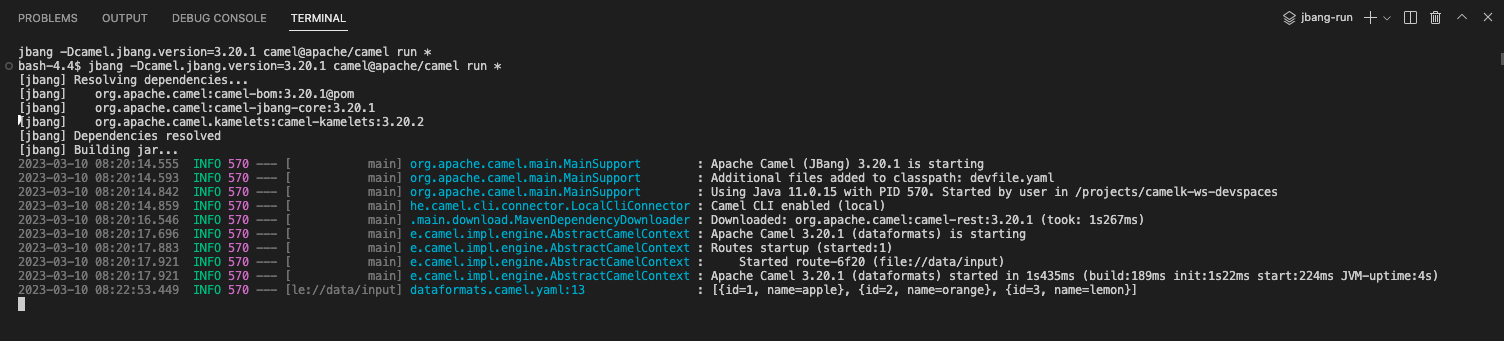 PROBLEMS OUTPUT DEBUG CONSOLE TERMINAL jbang-run
jbang -Dcamel.jbang.version=3.20.1 camel@apache/camel run *
bash-4.4$ jbang -Dcamel.jbang.version=3.20.1 camel@apache/camel run *
[jbang] Resolving dependencies...
[jbang]    org.apache.camel:camel-bom:3.20.1@pom
[jbang]    org.apache.camel:camel-jbang-core:3.20.1
[jbang]    org.apache.camel.kamelets:camel-kamelets:3.20.2
[jbang] Dependencies resolved
[jbang] Building jar...
2023-03-10 08:20:14.555  INFO 570 --- [           main] org.apache.camel.main.MainSupport        : Apache Camel (JBang) 3.20.1 is starting
2023-03-10 08:20:14.593  INFO 570 --- [           main] org.apache.camel.main.MainSupport        : Additional files added to classpath: devfile.yaml
2023-03-10 08:20:14.842  INFO 570 --- [           main] org.apache.camel.main.MainSupport        : Using Java 11.0.15 with PID 570. Started by user in /projects/camelk-ws-devspaces
2023-03-10 08:20:14.859  INFO 570 --- [           main] he.camel.cli.connector.LocalCliConnector : Camel CLI enabled (local)
2023-03-10 08:20:16.546  INFO 570 --- [           main] .main.download.MavenDependencyDownloader : Downloaded: org.apache.camel:camel-rest:3.20.1 (took: 1s267ms)
2023-03-10 08:20:17.696  INFO 570 --- [           main] e.camel.impl.engine.AbstractCamelContext : Apache Camel 3.20.1 (dataformats) is starting
2023-03-10 08:20:17.883  INFO 570 --- [           main] e.camel.impl.engine.AbstractCamelContext : Routes startup (started:1)
2023-03-10 08:20:17.921  INFO 570 --- [           main] e.camel.impl.engine.AbstractCamelContext :     Started route-6f20 (file://data/input)
2023-03-10 08:20:17.921  INFO 570 --- [           main] e.camel.impl.engine.AbstractCamelContext : Apache Camel 3.20.1 (dataformats) started in 1s435ms (build:189ms init:1s22ms start:224ms JVM-uptime:4s)
2023-03-10 08:22:53.449  INFO 570 --- [le://data/input] dataformats.camel.yaml:13                : [{id=1, name=apple}, {id=2, name=orange}, {id=3, name=lemon}]